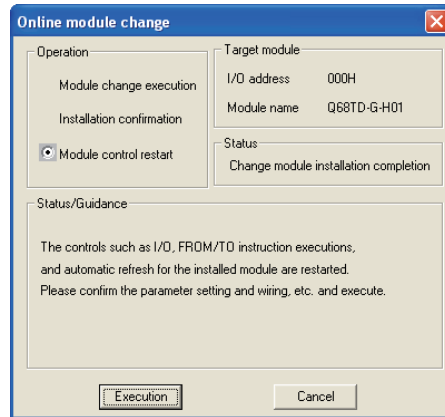 Online module change
Operation
Module change execution
Installation confirmation
Module control restart
Target module
I/O address 000H
Module name Q68TD-G-H01
Status
Change module installation completion
Status/Guidance
The controls such as I/O, FROM/TO instruction executions,
and automatic refresh for the installed module are restarted.
Please confirm the parameter setting and wiring, etc. and execute.
Execution Cancel